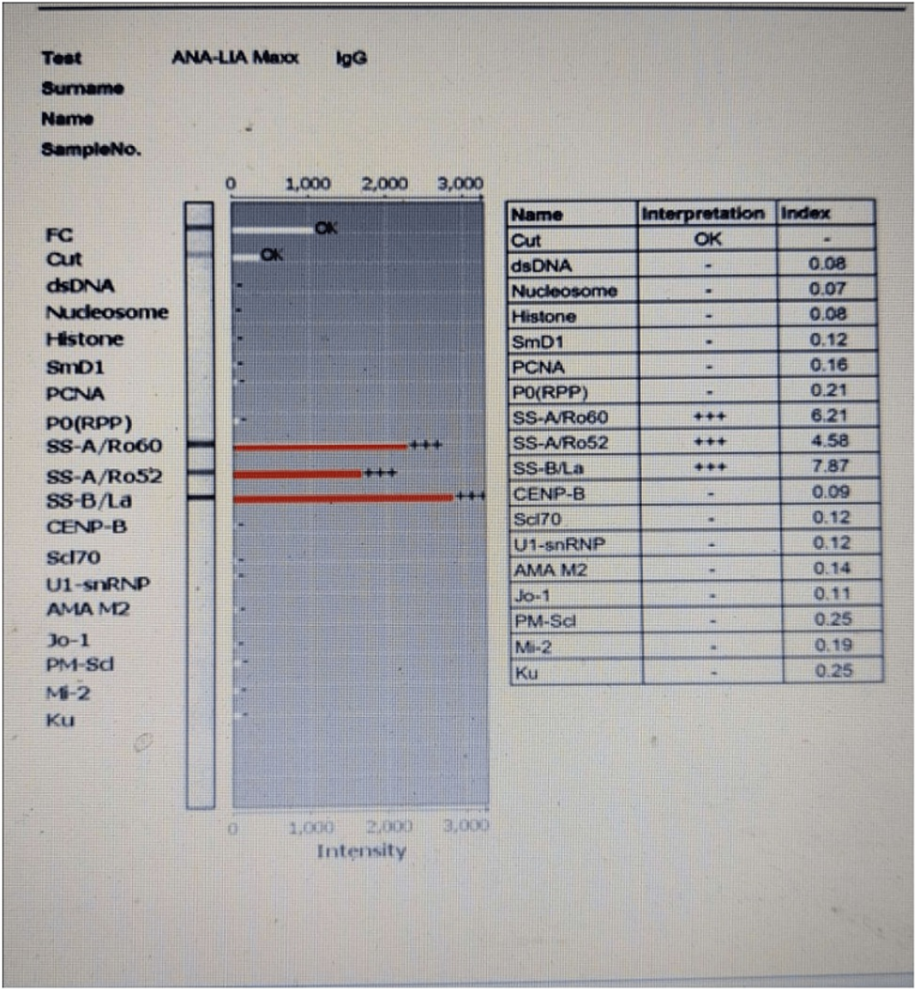 Test ANA-LIA Maxx IgG
Surname
Name
SampleNo.
0 1,000 2,000 3,000
FC OK
Cut OK
dsDNA -
Nucleosome -
Histone -
SmD1 -
PCNA -
P0(RPP) -
SS-A/Ro60 +++
SS-A/Ro52 +++
SS-B/La +++
CENP-B -
Scl70 -
U1-snRNP -
AMA M2 -
Jo-1 -
PM-Scl -
Mi-2 -
Ku -
0 1,000 2,000 3,000
Intensity
Name Interpretation Index
Cut OK -
dsDNA - 0.08
Nucleosome - 0.07
Histone - 0.08
SmD1 - 0.12
PCNA - 0.16
P0(RPP) - 0.21
SS-A/Ro60 +++ 6.21
SS-A/Ro52 +++ 4.58
SS-B/La +++ 7.87
CENP-B - 0.09
Scl70 - 0.12
U1-snRNP - 0.12
AMA M2 - 0.14
Jo-1 - 0.11
PM-Scl - 0.25
Mi-2 - 0.19
Ku - 0.25